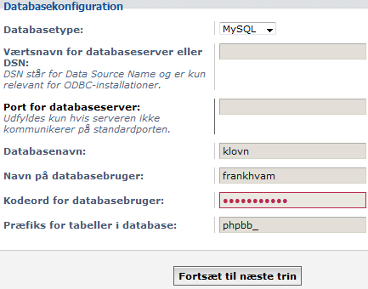 Databasekonfiguration
Databasetype: MySQL
Værtsnavn for databaseserver eller
DSN:
DSN står for Data Source Name og er kun
relevant for ODBC-installationer.
Port for databaseserver:
Udfyldes kun hvis serveren ikke
kommunikerer på standardporten.
Databasenavn: klovn
Navn på databasebruger: frankhvam
Kodeord for databasebruger: •••••••••••
Præfiks for tabeller i database: phpbb_
Fortsæt til næste trin